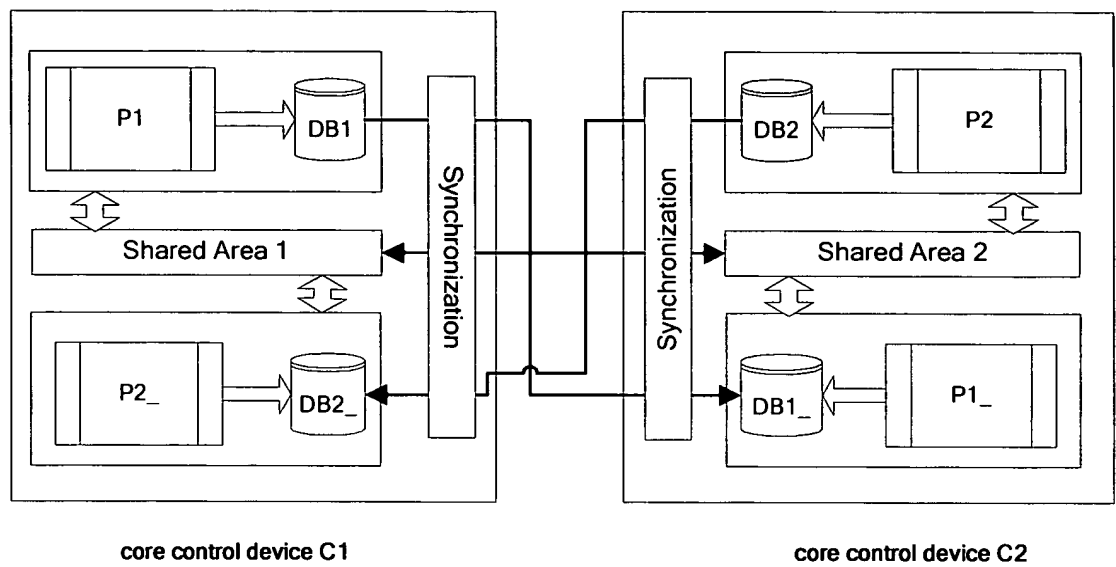 P1
DB1
Synchronization
Shared Area 1
P2_
DB2_
core control device C1
Synchronization
DB2
P2
Shared Area 2
DB1_
P1_
core control device C2